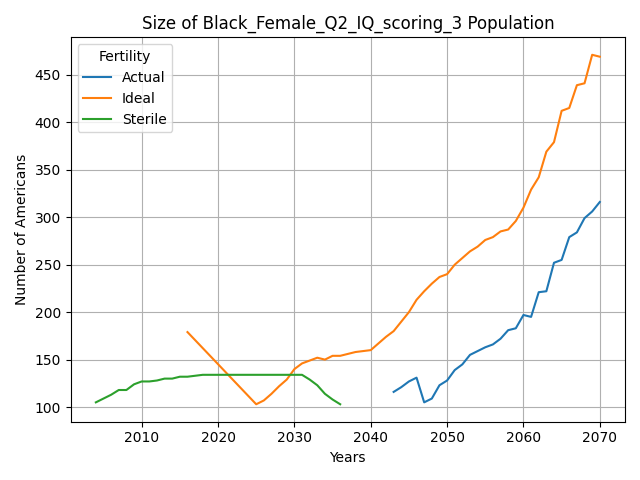 Size of Black_Female_Q2_IQ_scoring_3 Population
Fertility
Actual
Ideal
Sterile
Number of Americans
450
400
350
300
250
200
150
100
2010 2020 2030 2040 2050 2060 2070
Years